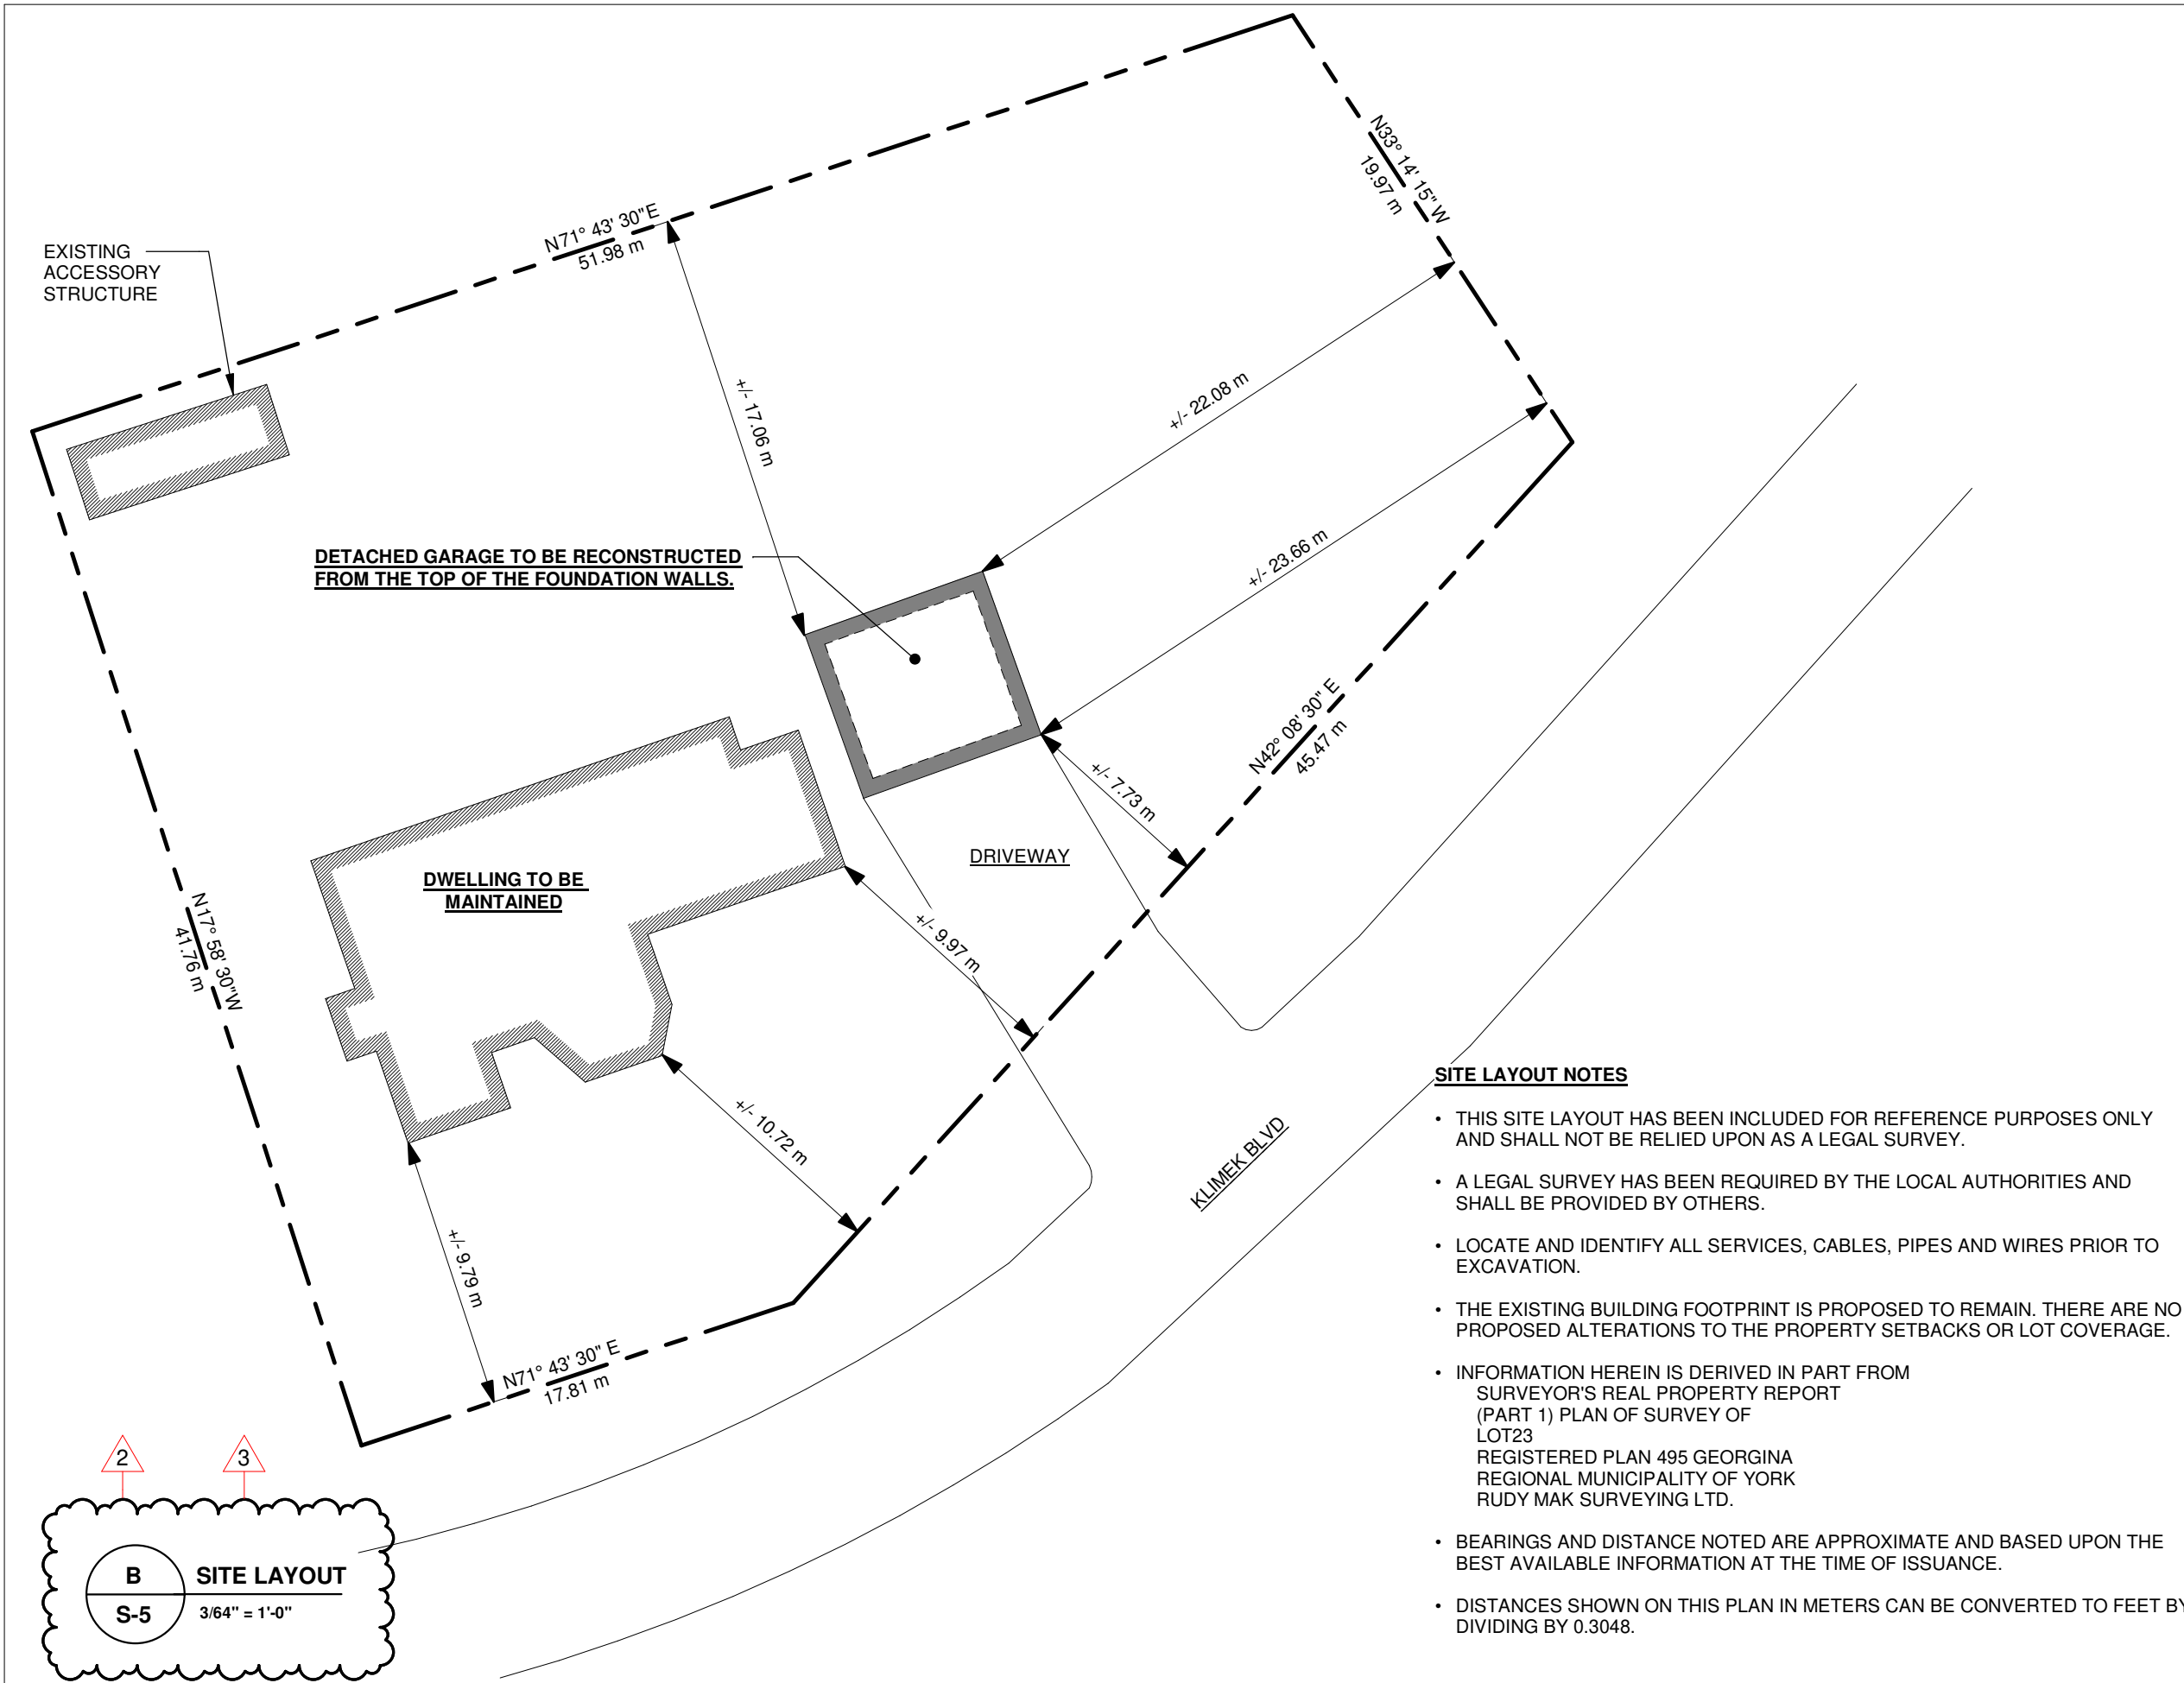 N33° 14' 15" W
19.97 m
N71° 43' 30"E
51.98 m
EXISTING
ACCESSORY
STRUCTURE
+/- 17.06 m
+/- 22.08 m
+/- 23.66 m
DETACHED GARAGE TO BE RECONSTRUCTED
FROM THE TOP OF THE FOUNDATION WALLS.
N42° 08' 30" E
45.47 m
+/- 7.73 m
DRIVEWAY
DWELLING TO BE
MAINTAINED
N17° 58' 30"W
41.76 m
+/- 9.97 m
+/- 10.72 m
KLIMEK BLVD
+/- 9.79 m
N71° 43' 30" E
17.81 m
2
3
B
S-5
SITE LAYOUT
3/64" = 1'-0"
SITE LAYOUT NOTES
• THIS SITE LAYOUT HAS BEEN INCLUDED FOR REFERENCE PURPOSES ONLY
AND SHALL NOT BE RELIED UPON AS A LEGAL SURVEY.
• A LEGAL SURVEY HAS BEEN REQUIRED BY THE LOCAL AUTHORITIES AND
SHALL BE PROVIDED BY OTHERS.
• LOCATE AND IDENTIFY ALL SERVICES, CABLES, PIPES AND WIRES PRIOR TO
EXCAVATION.
• THE EXISTING BUILDING FOOTPRINT IS PROPOSED TO REMAIN. THERE ARE NO
PROPOSED ALTERATIONS TO THE PROPERTY SETBACKS OR LOT COVERAGE.
• INFORMATION HEREIN IS DERIVED IN PART FROM
SURVEYOR'S REAL PROPERTY REPORT
(PART 1) PLAN OF SURVEY OF
LOT23
REGISTERED PLAN 495 GEORGINA
REGIONAL MUNICIPALITY OF YORK
RUDY MAK SURVEYING LTD.
• BEARINGS AND DISTANCE NOTED ARE APPROXIMATE AND BASED UPON THE
BEST AVAILABLE INFORMATION AT THE TIME OF ISSUANCE.
• DISTANCES SHOWN ON THIS PLAN IN METERS CAN BE CONVERTED TO FEET BY
DIVIDING BY 0.3048.